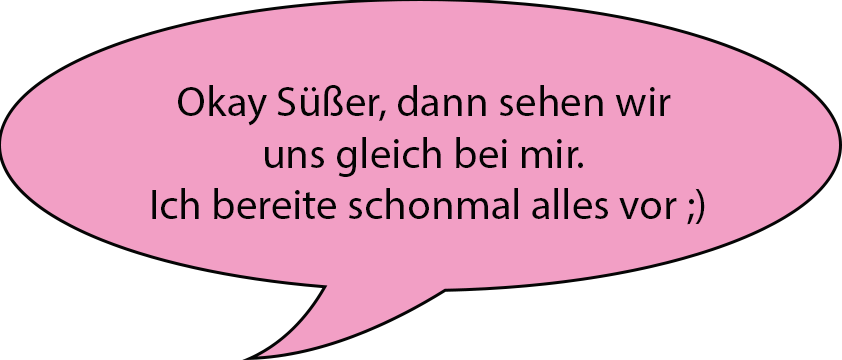 Okay Süßer, dann sehen wir
uns gleich bei mir.
Ich bereite schonmal alles vor ;)